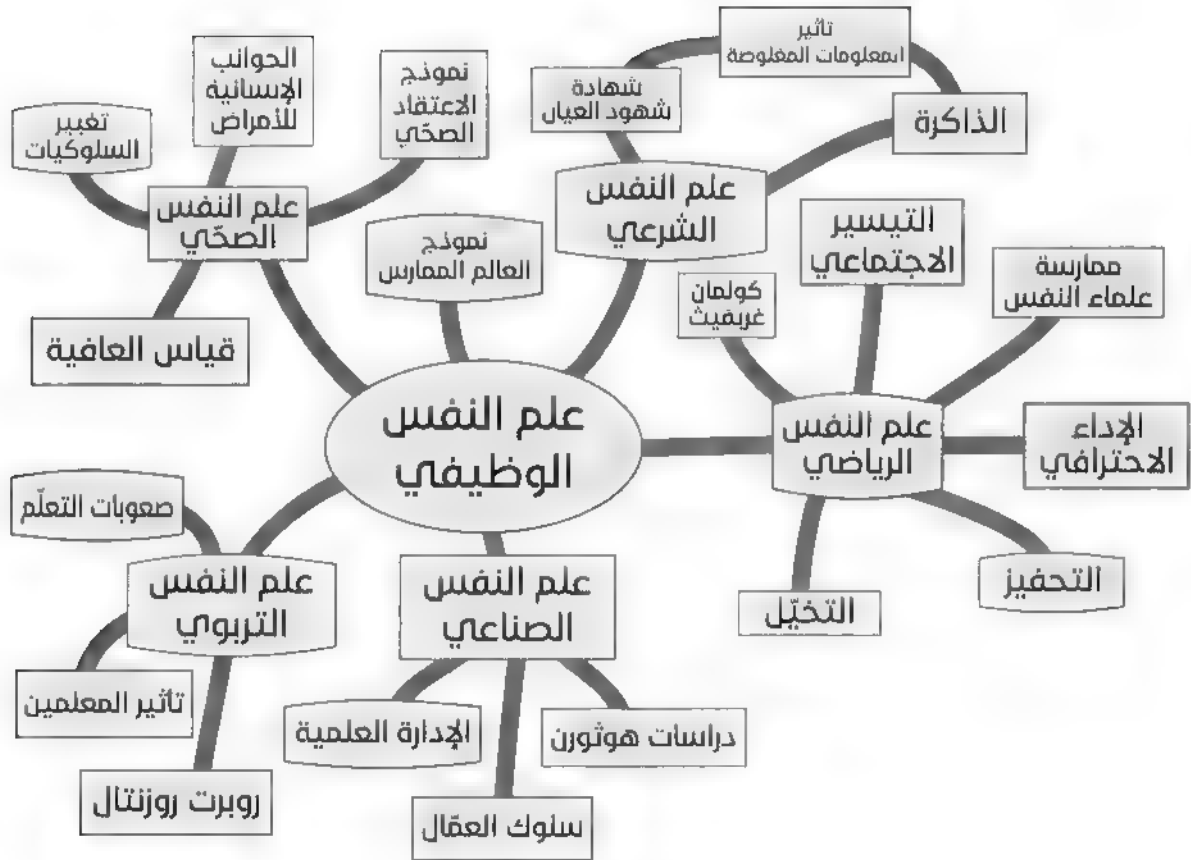 تأثير
المعلومات المغلوصة
الحوانب
الإنسانية
للأمراض
نموذج
الاعتقاد
الصحّي
شهادة
شهود العيان
الذاكرة
تغيير
السلوكيات
علم النفس
الصحّي
علم النفس
الشرعي
التيسير
الاجتماعي
نموذج
العالم الممارس
ممارسة
علماء النفس
كولمان
غريفيث
قياس العافية
علم النفس
الوظيفي
علم النفس
الرياضي
الإداء
الاحترافي
صعوبات التعلّم
علم النفس
التربوي
علم النفس
الصناعي
التحفيز
التخيّل
تأثير المعلمين
الإدارة العلمية
دراسات هوثورن
روبرت روزنتال
سلوك العمّال